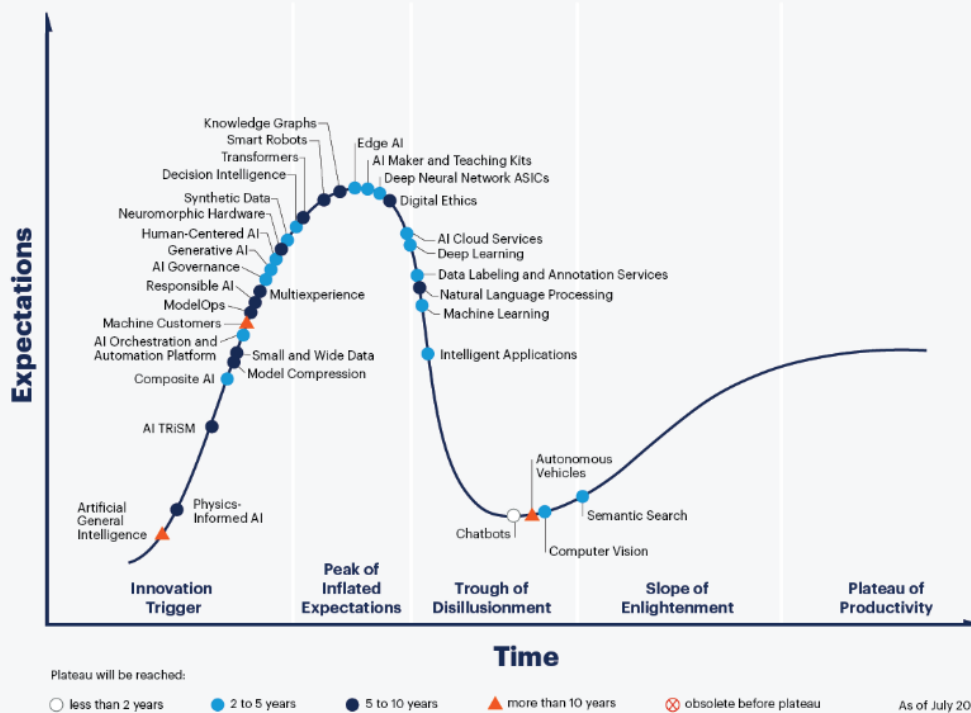 Expectations
Knowledge Graphs
Smart Robots
Transformers
Decision Intelligence
Synthetic Data
Neuromorphic Hardware
Human-Centered AI
Generative AI
AI Governance
Responsible AI
Multiexperience
ModelOps
Machine Customers
AI Orchestration and
Automation Platform
Small and Wide Data
Model Compression
Composite AI
AI TRiSM
Physics-
Informed AI
Artificial
General
Intelligence
Edge AI
AI Maker and Teaching Kits
Deep Neural Network ASICs
Digital Ethics
AI Cloud Services
Deep Learning
Data Labeling and Annotation Services
Natural Language Processing
Machine Learning
Intelligent Applications
Autonomous
Vehicles
Chatbots
Semantic Search
Computer Vision
Innovation
Trigger
Peak of
Inflated
Expectations
Trough of
Disillusionment
Slope of
Enlightenment
Plateau of
Productivity
Time
Plateau will be reached:
less than 2 years
2 to 5 years
5 to 10 years
more than 10 years
obsolete before plateau
As of July 20